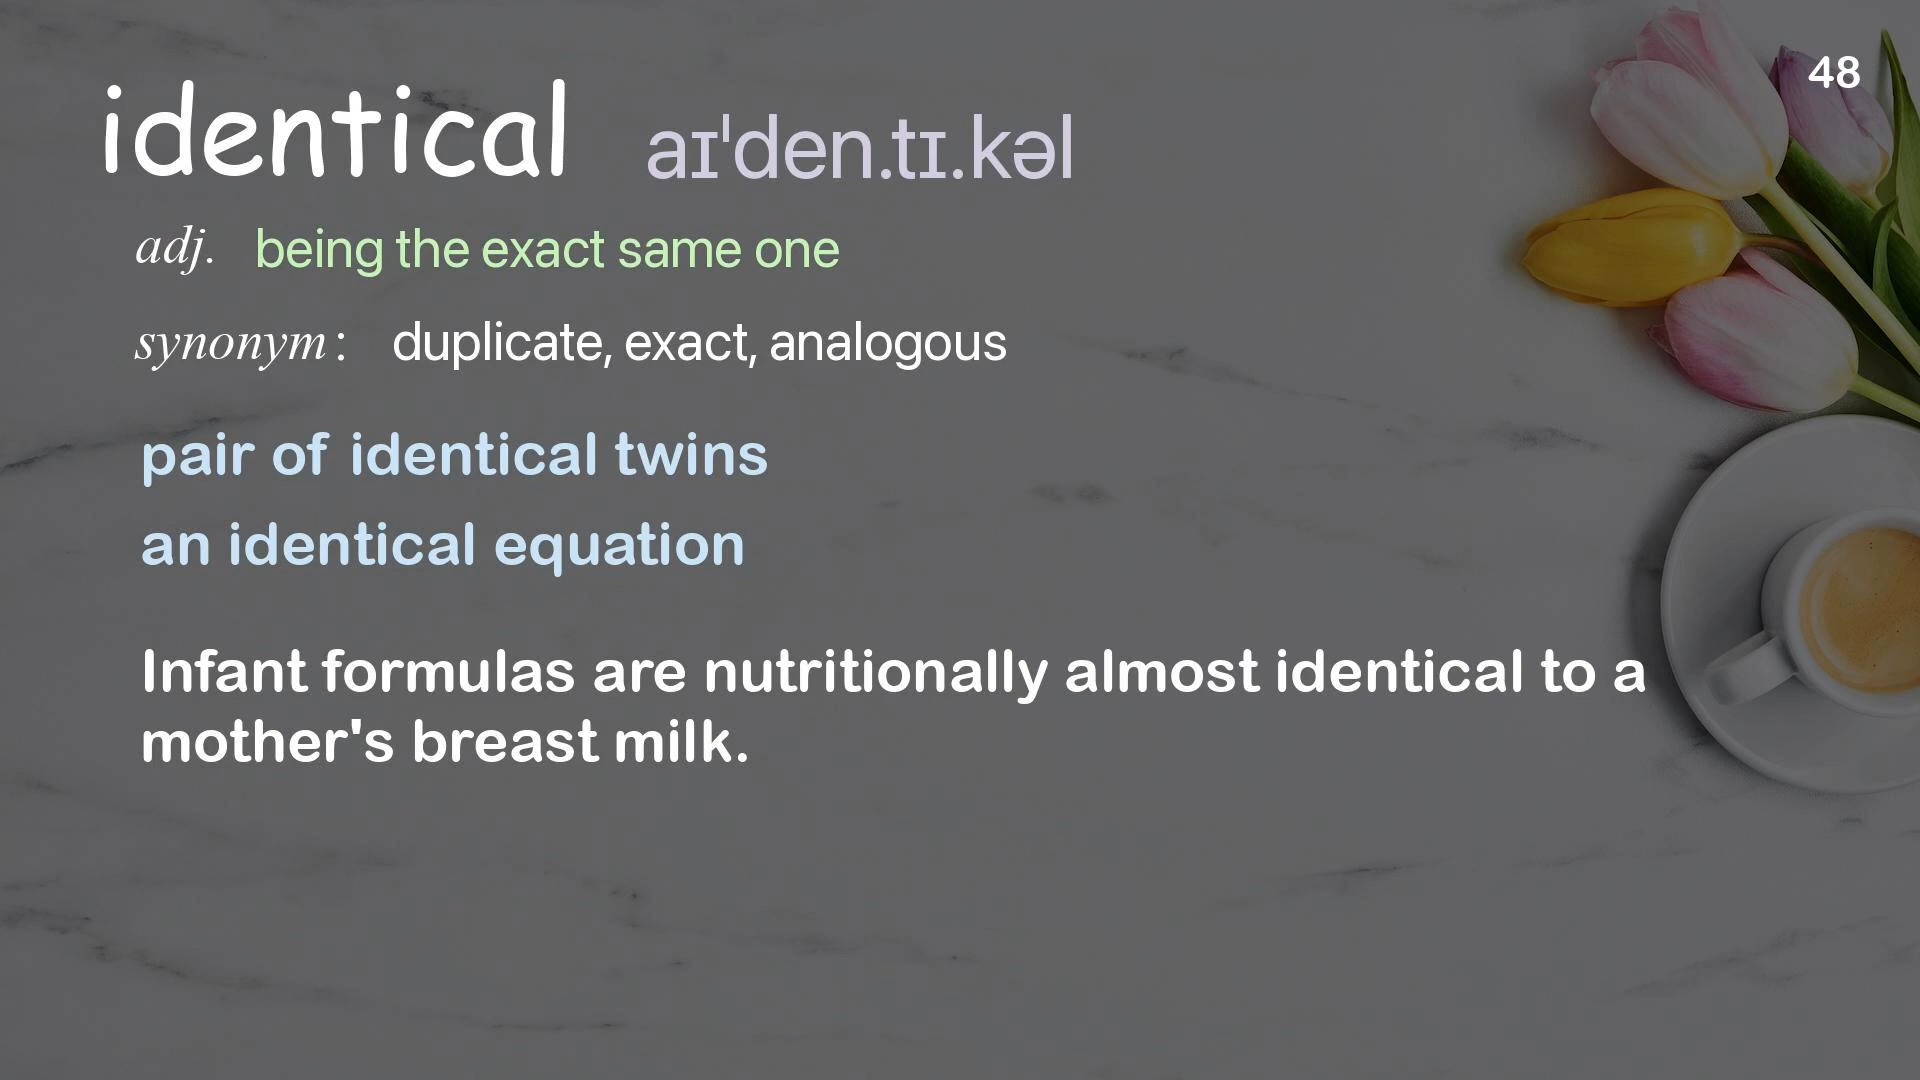 48
identical aɪˈden.tɪ.kəl
adj. being the exact same one
synonym : duplicate, exact, analogous
pair of identical twins
an identical equation
Infant formulas are nutritionally almost identical to a
mother's breast milk.